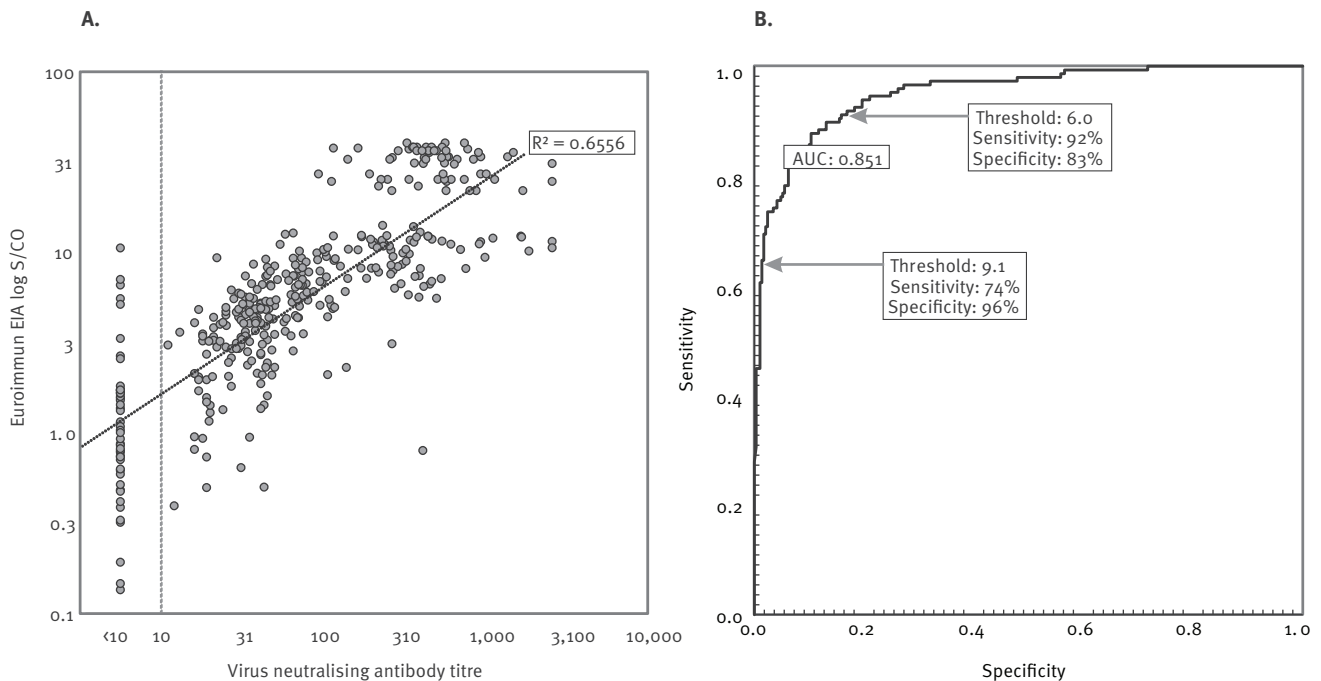 A.
100
31
10
3
1.0
0.3
0.1
Euroimmun EIA log S/CO
R² = 0.6556
<10 10 31 100 310 1,000 3,100 10,000
Virus neutralising antibody titre
B.
1.0
0.8
0.6
0.4
0.2
0.0
Sensitivity
Threshold: 6.0
Sensitivity: 92%
Specificity: 83%
AUC: 0.851
Threshold: 9.1
Sensitivity: 74%
Specificity: 96%
0.0 0.2 0.4 0.6 0.8 1.0
Specificity